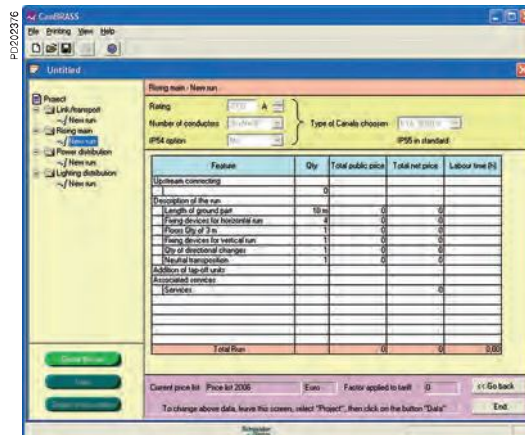 PD202376
CanBRASS
File Printing View Help
Untitled
Project
Link/transport
New run
Rising main
New run
Power distribution
New run
Lighting distribution
New run
Rising main - New run
Rating A
Number of conductors Type of Canalis choosen
IP54 option No IP55 in standard
Feature Qty Total public price Total net price Labour time (h)
Upstream connecting
0
Description of the run
Length of ground part 10 m 0 0
Fixing devices for horizontal run 4 0 0
Floors Qty of 3 m 1 0 0
Fixing devices for vertical run 1 0 0
Qty of directional changes 1 0 0
Neutral transposition 1 0 0
Addition of tap-off units
Associated services
Services 0
Total Run 0 0 0,00
Current price list Price list 2006 Euro Factor applied to tariff 0 << Go back
To change above data, leave this screen, select "Project", then click on the button "Data" End
Schneider